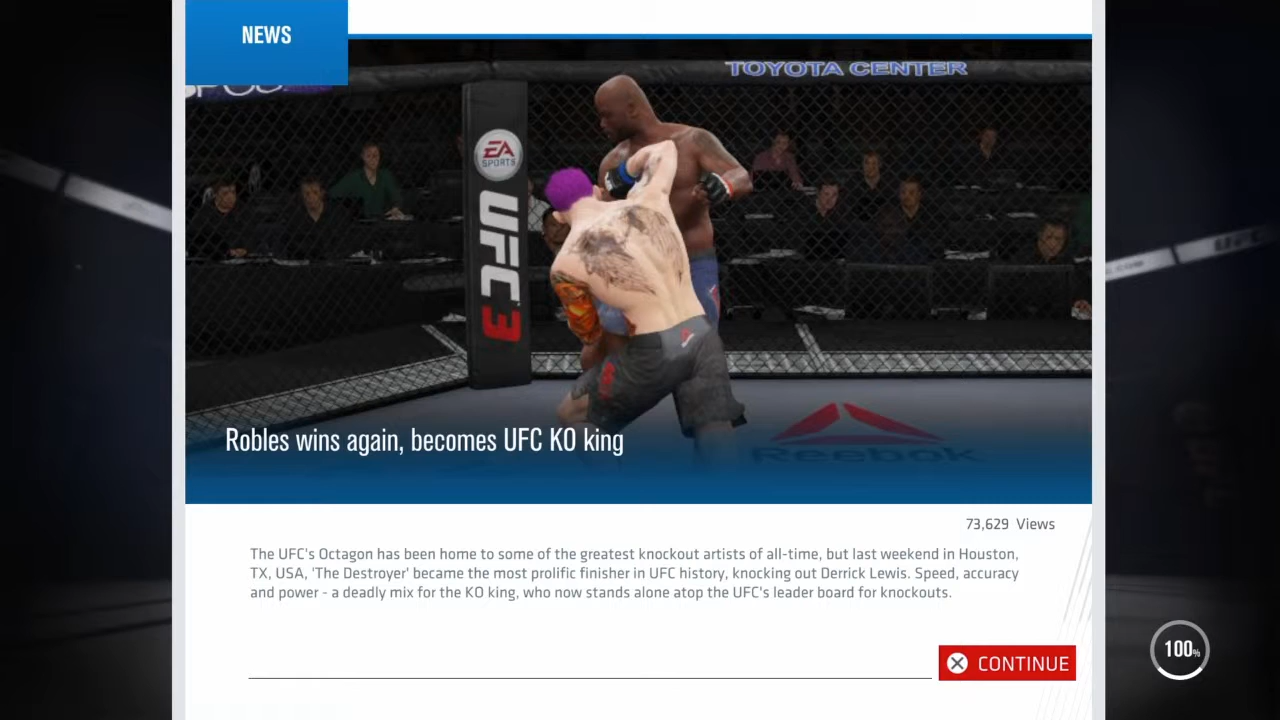 NEWS
TOYOTA CENTER
EA
SPORTS
UFC 3
Robles wins again, becomes UFC KO king
Reebok
73,629 Views
The UFC's Octagon has been home to some of the greatest knockout artists of all-time, but last weekend in Houston,
TX, USA, 'The Destroyer' became the most prolific finisher in UFC history, knocking out Derrick Lewis. Speed, accuracy
and power - a deadly mix for the KO king, who now stands alone atop the UFC's leader board for knockouts.
CONTINUE
100%